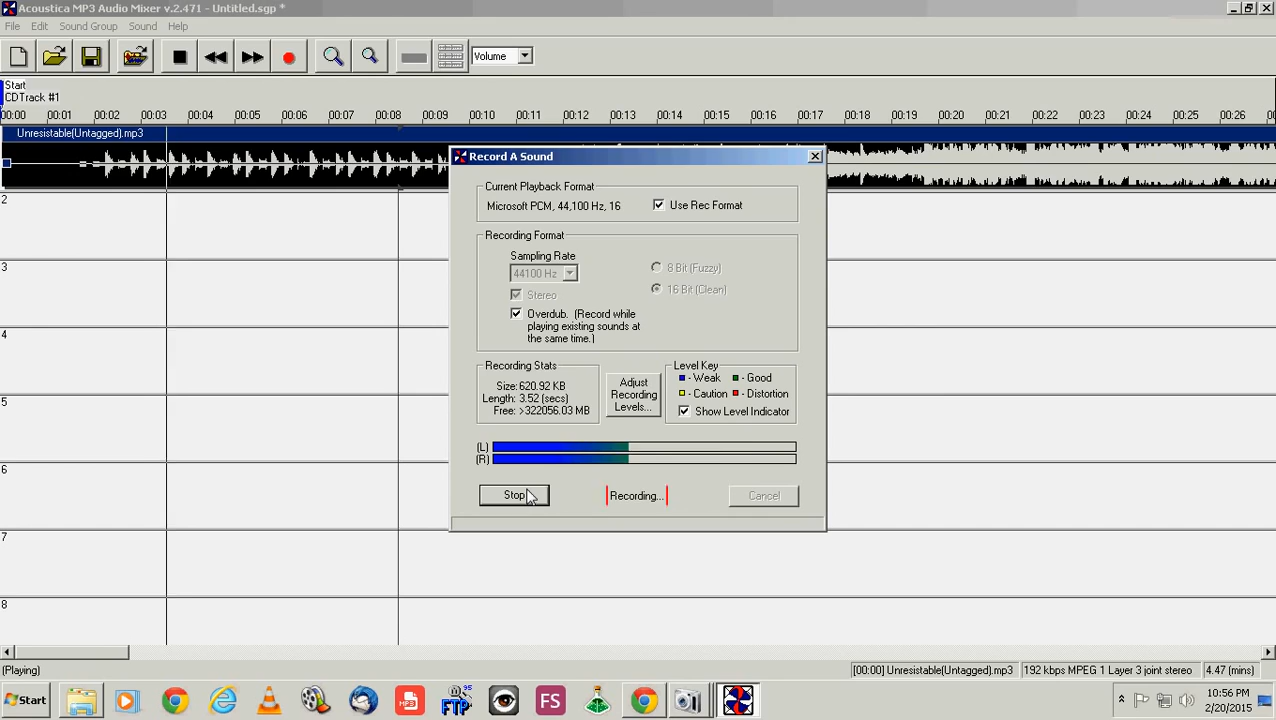 Acoustica MP3 Audio Mixer v.2.471 - Untitled.sgp *
File Edit Sound Group Sound Help
Volume
Start
CDTrack #1
00:00 00:01 00:02 00:03 00:04 00:05 00:06 00:07 00:08 00:09 00:10 00:11 00:12 00:13 00:14 00:15 00:16 00:17 00:18 00:19 00:20 00:21 00:22 00:23 00:24 00:25 00:26
Unresistable(Untagged).mp3
Record A Sound
Current Playback Format
Microsoft PCM, 44,100 Hz, 16 Use Rec Format
Recording Format
Sampling Rate
44100 Hz
8 Bit (Fuzzy)
Stereo
16 Bit (Clean)
Overdub. (Record while
playing existing sounds at
the same time.)
Recording Stats
Size: 620.92 KB
Length: 3.52 (secs)
Free: >322056.03 MB
Adjust
Recording
Levels...
Level Key
- Weak - Good
- Caution - Distortion
Show Level Indicator
(L)
(R)
Stop Recording... Cancel
2
3
4
5
6
7
8
(Playing) [00:00] Unresistable(Untagged).mp3 192 kbps MPEG 1 Layer 3 joint stereo 4.47 (mins)
Start MP3 95 FTP FS
10:56 PM
2/20/2015